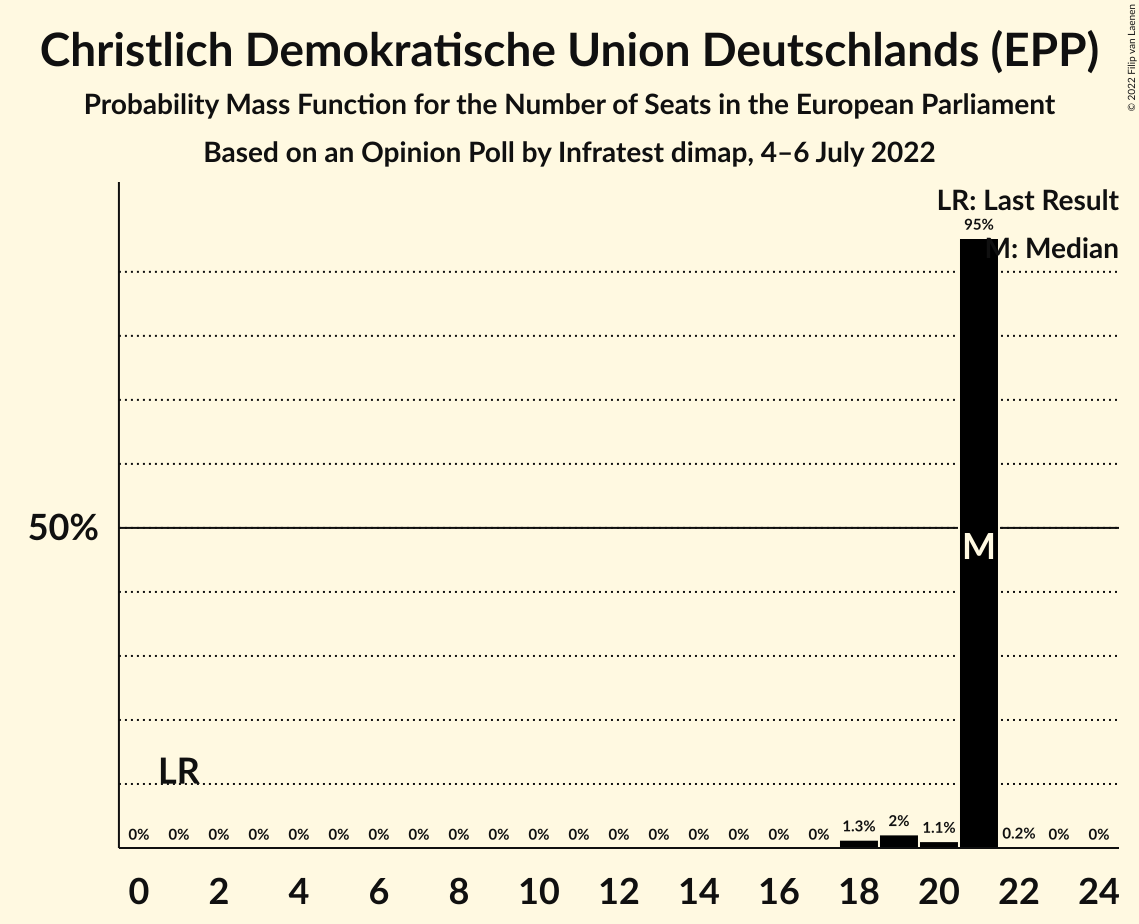 Christlich Demokratische Union Deutschlands (EPP)
Probability Mass Function for the Number of Seats in the European Parliament
Based on an Opinion Poll by Infratest dimap, 4–6 July 2022
© 2022 Filip van Laenen
LR: Last Result
95%
M: Median
50%
M
LR
0% 0% 0% 0% 0% 0% 0% 0% 0% 0% 0% 0% 0% 0% 0% 0% 0% 0% 1.3% 2% 1.1% 0.2% 0% 0%
0 2 4 6 8 10 12 14 16 18 20 22 24